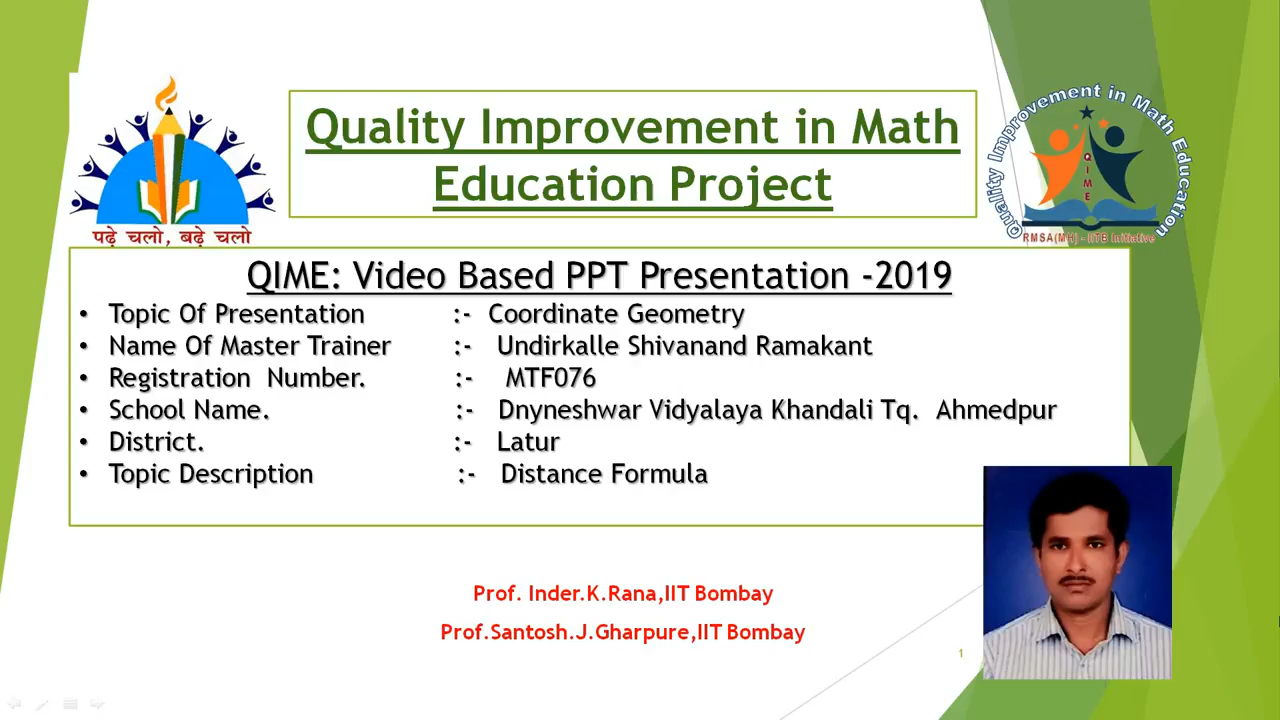 Quality Improvement in Math
Education Project
पढ़े चलो, बढ़े चलो
Quality Improvement in Math Education
QIME
RMSA(MH) - IITB Initiative
QIME: Video Based PPT Presentation -2019
• Topic Of Presentation :- Coordinate Geometry
• Name Of Master Trainer :- Undirkalle Shivanand Ramakant
• Registration Number. :- MTF076
• School Name. :- Dnyneshwar Vidyalaya Khandali Tq. Ahmedpur
• District. :- Latur
• Topic Description :- Distance Formula
Prof. Inder.K.Rana,IIT Bombay
Prof.Santosh.J.Gharpure,IIT Bombay
1